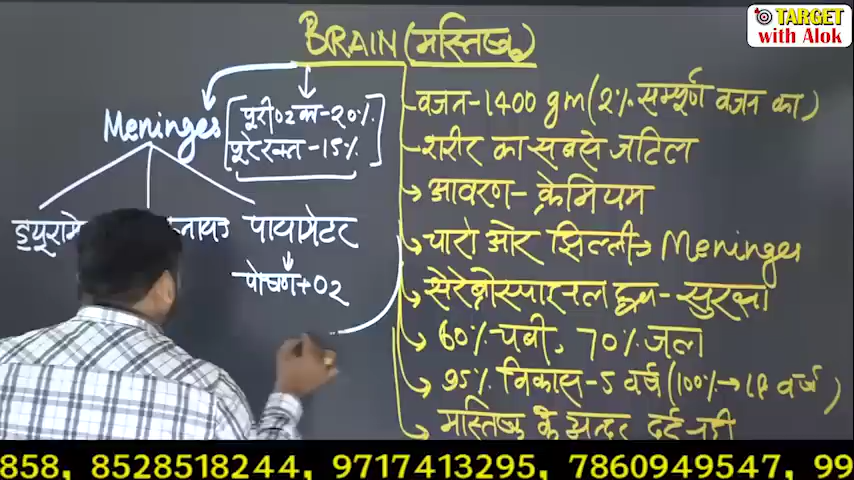 TARGET
with Alok
BRAIN (मस्तिष्क)
Meninges
पूरी O2 का - 20%
पूरे रक्त - 15%
ड्यूरामे
पायामेटर
पोषण + O2
वजन - 1400 gm (2% सम्पूर्ण वजन का)
शरीर का सबसे जटिल
आवरण - क्रेमियम
चारो ओर झिल्ली → Meninges
सेरेब्रोस्पाइनल द्रव - सुरक्षा
60% चर्बी, 70% जल
95% विकास - 5 वर्ष (100% → 18 वर्ष)
मस्तिष्क के अन्दर दर्द नही
858, 8528518244, 9717413295, 7860949547, 99